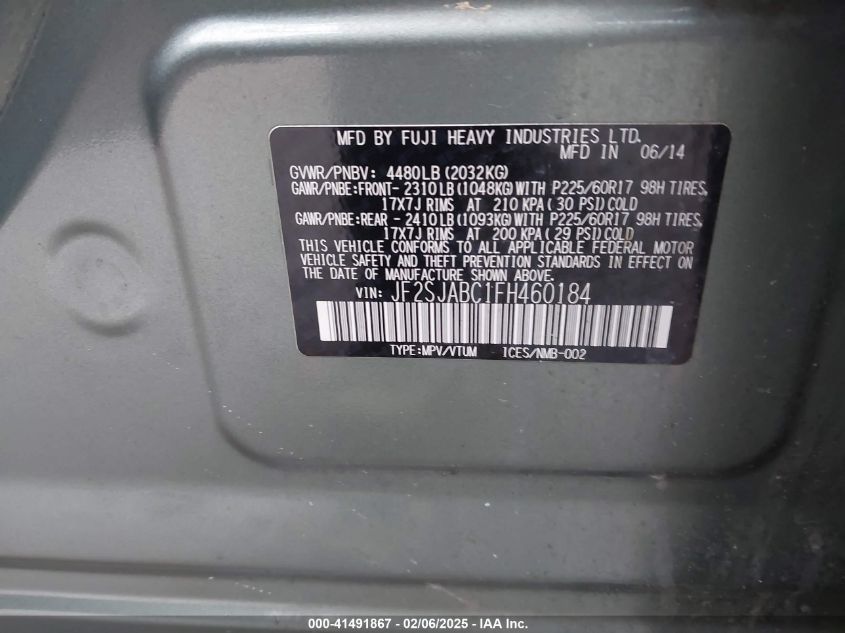 MFD BY FUJI HEAVY INDUSTRIES LTD.
MFD IN 06/14
GVWR/PNBV: 4480LB (2032KG)
GAWR/PNBE:FRONT- 2310LB (1048KG) WITH P225/60R17 98H TIRES,
17X7J RIMS AT 210 KPA (30 PSI) COLD
GAWR/PNBE:REAR - 2410LB (1093KG) WITH P225/60R17 98H TIRES,
17X7J RIMS AT 200 KPA (29 PSI) COLD
THIS VEHICLE CONFORMS TO ALL APPLICABLE FEDERAL MOTOR
VEHICLE SAFETY AND THEFT PREVENTION STANDARDS IN EFFECT ON
THE DATE OF MANUFACTURE SHOWN ABOVE.
VIN: JF2SJABC1FH460184
TYPE:MPV/VTUM ICES/NMB-002
000-41491867 - 02/06/2025 - IAA Inc.